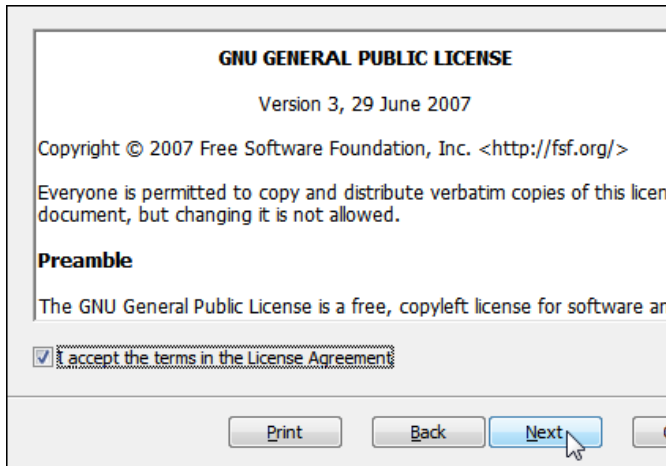 GNU GENERAL PUBLIC LICENSE
Version 3, 29 June 2007
Copyright © 2007 Free Software Foundation, Inc. <http://fsf.org/>
Everyone is permitted to copy and distribute verbatim copies of this
document, but changing it is not allowed.
Preamble
The GNU General Public License is a free, copyleft license for software
I accept the terms in the License Agreement
Print Back Next